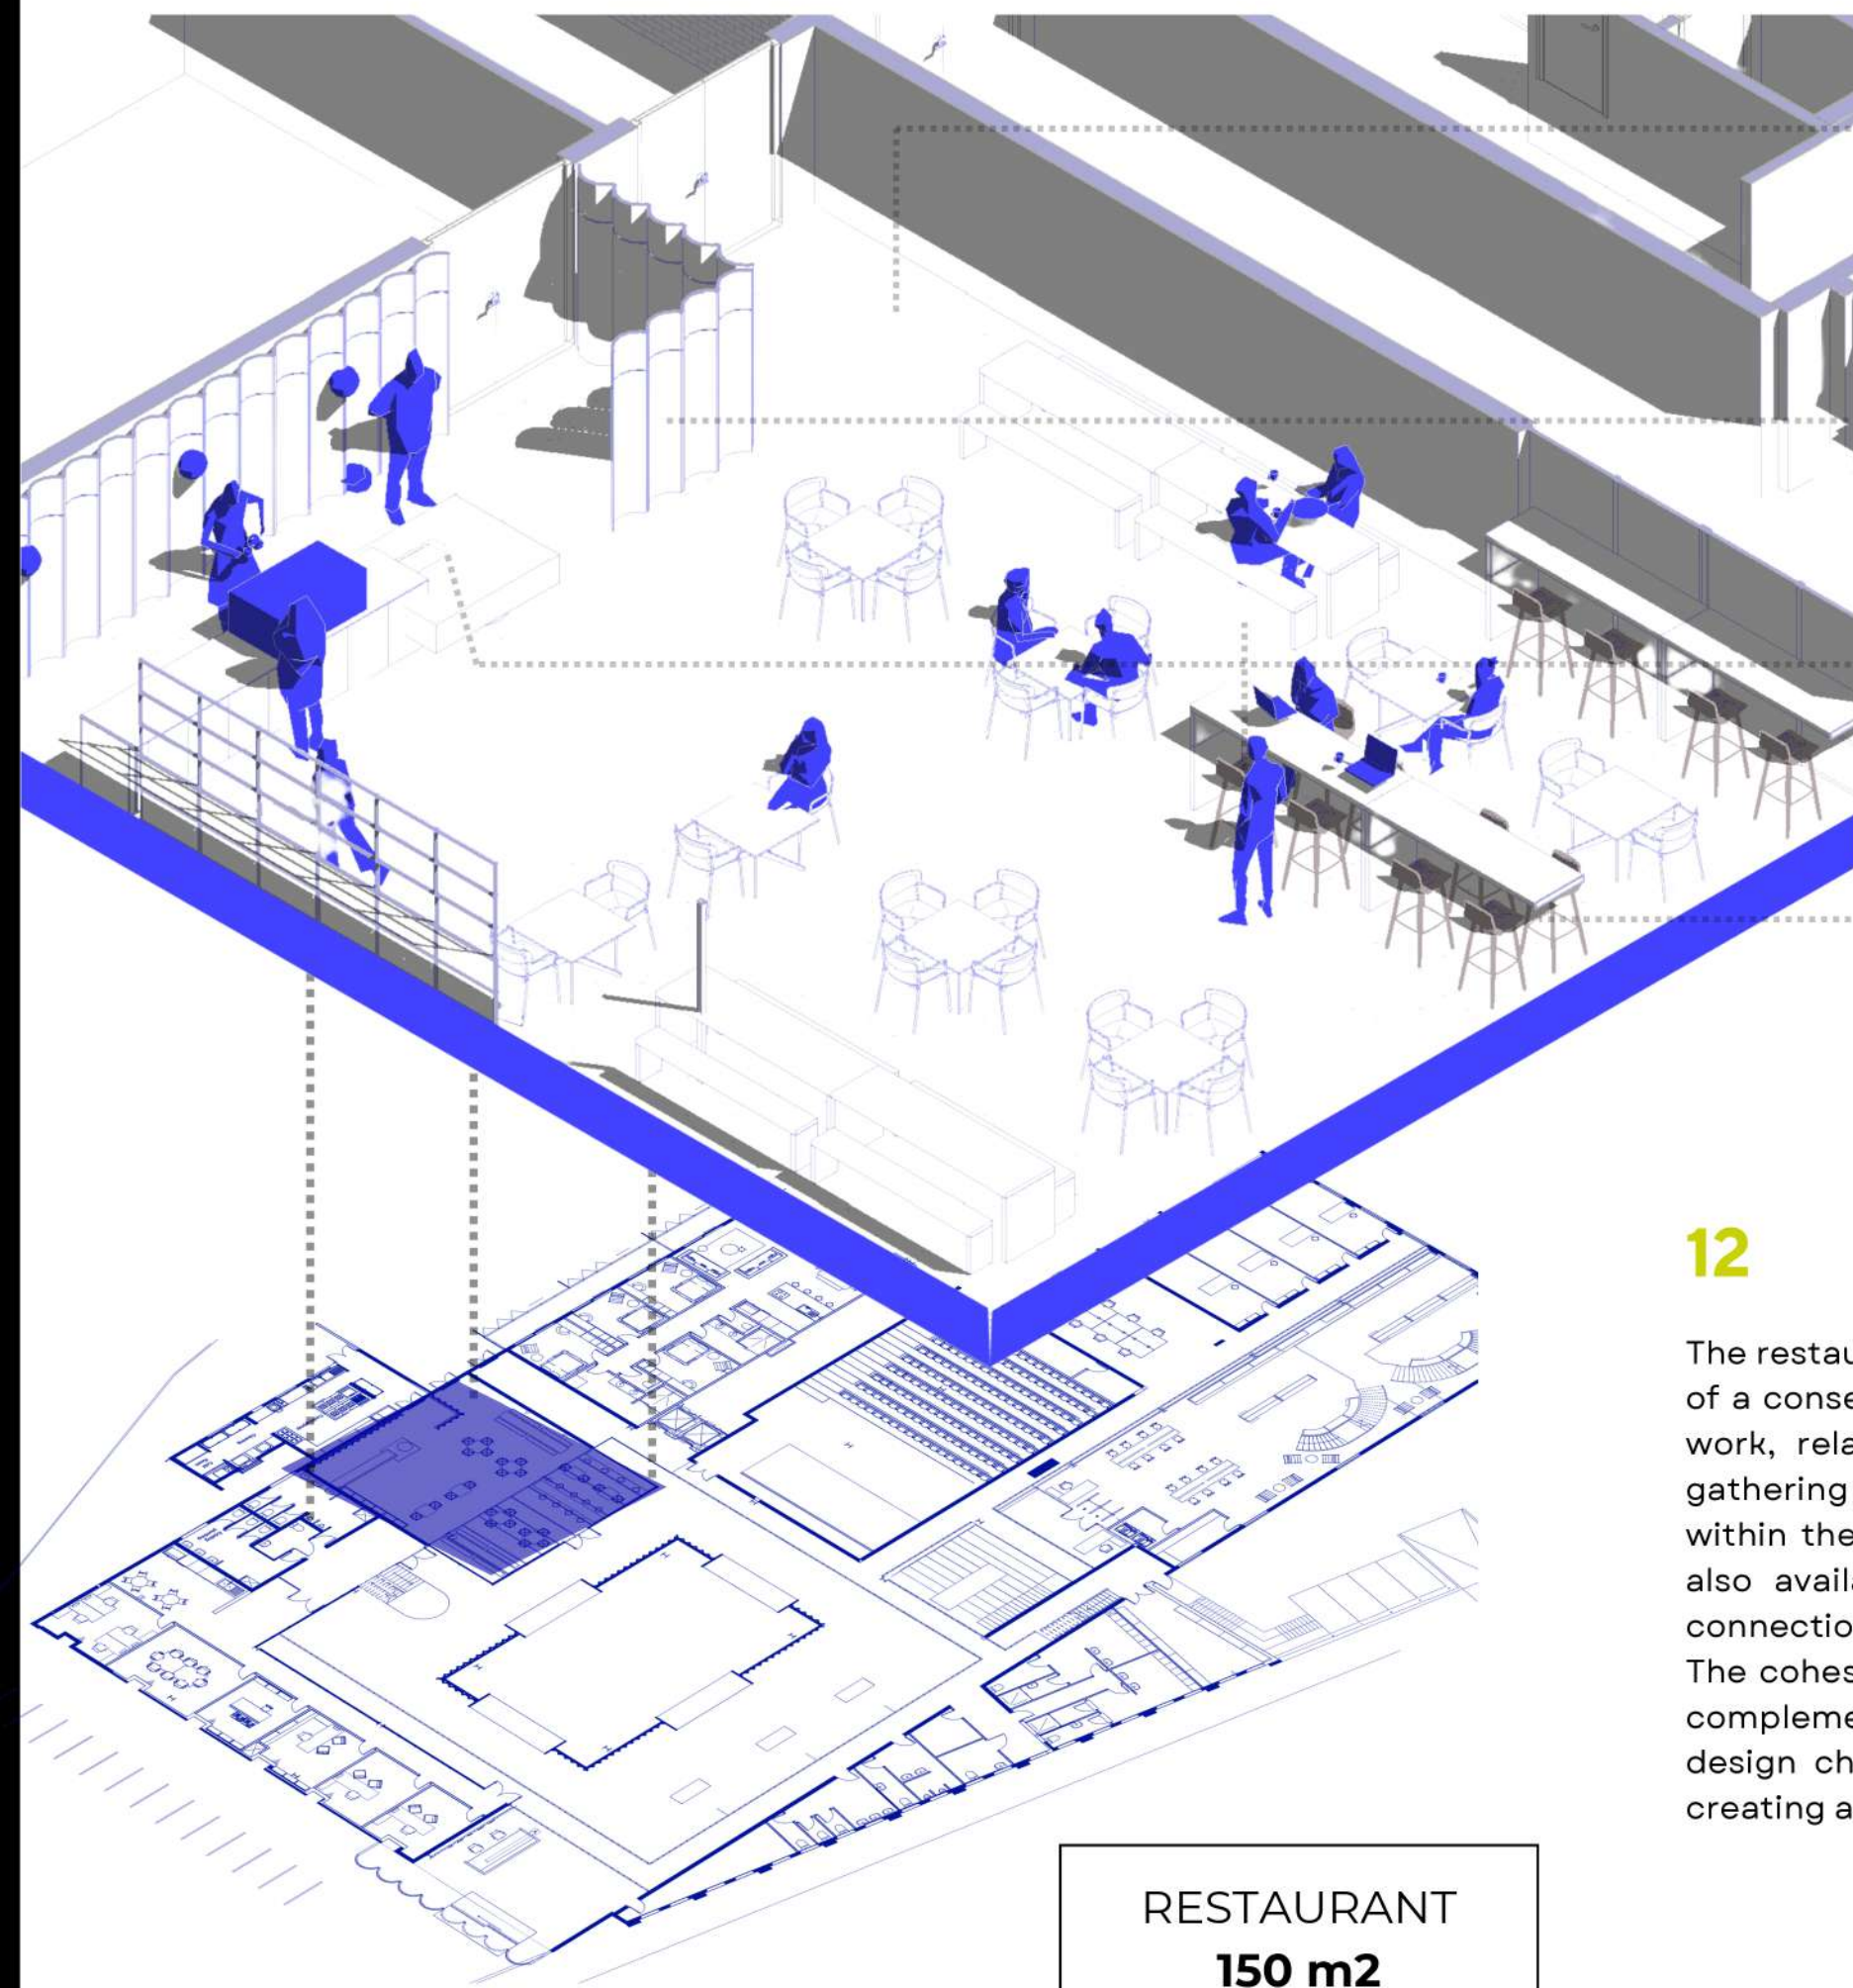 12
The restau
of a conse
work, rela
gathering
within the
also availa
connectio
The cohes
compleme
design ch
creating a
RESTAURANT
150 m2